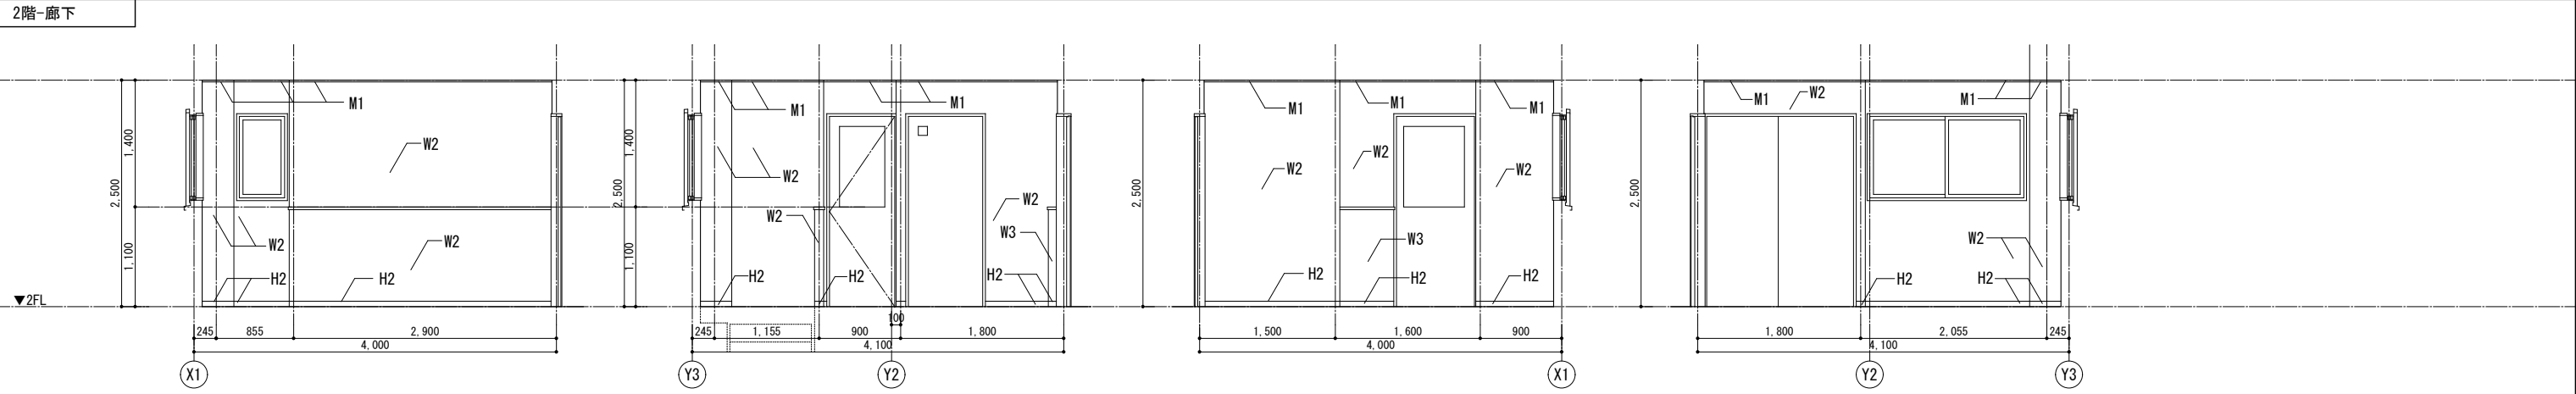 2階-廊下
M1 M1 M1 M1 M1 M1 M1 W2 M1
1,400 2,500 1,400 2,500 2,500 2,500
W2 W2 W2 W2 W2
W2 W2 W2
W3 W3 W2
1,100 W2 W2 1,100
H2 H2 H2 H2 H2 H2 H2 H2 H2 H2
▼2FL
100
245 855 2,900 245 1,155 900 1,800 1,500 1,600 900 1,800 2,055 245
4,000 4,100 4,000 4,100
X1 Y3 Y2 X1 Y2 Y3